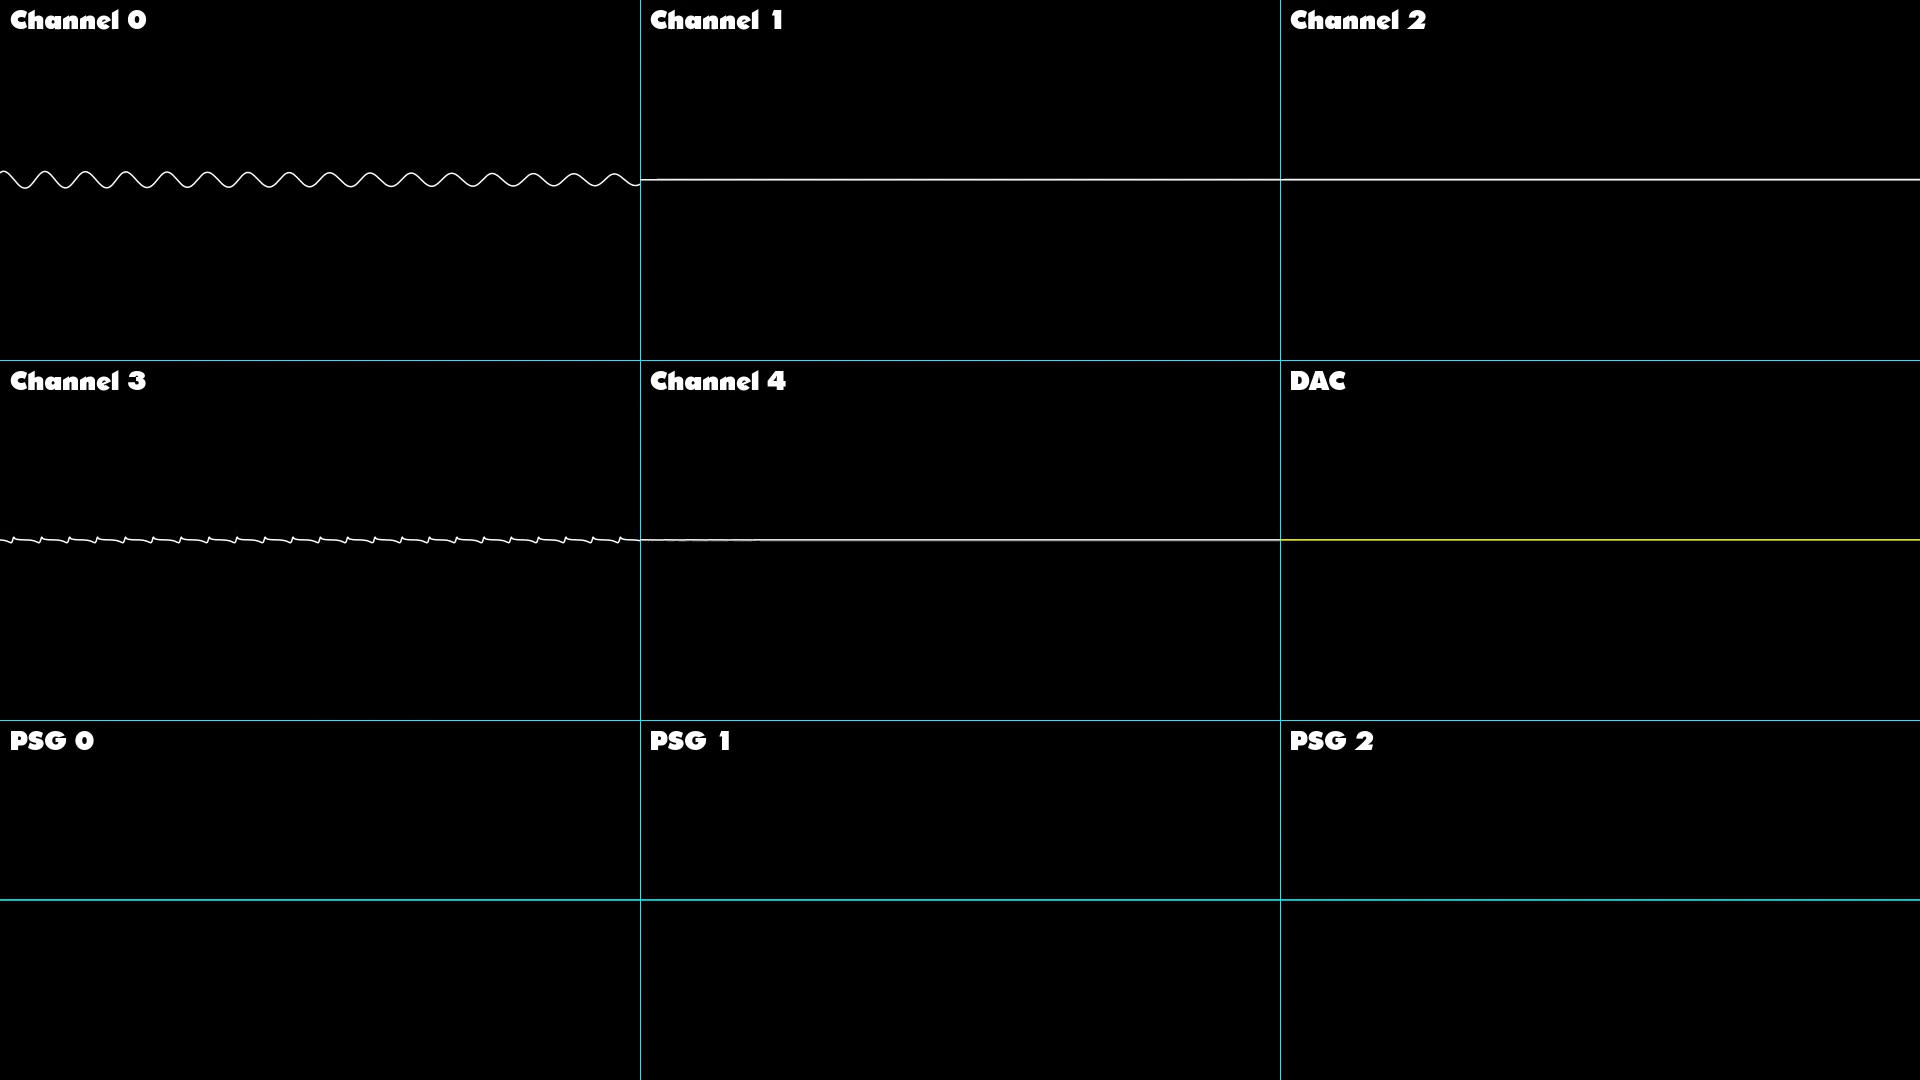 Channel 0
Channel 1
Channel 2
Channel 3
Channel 4
DAC
PSG 0
PSG 1
PSG 2